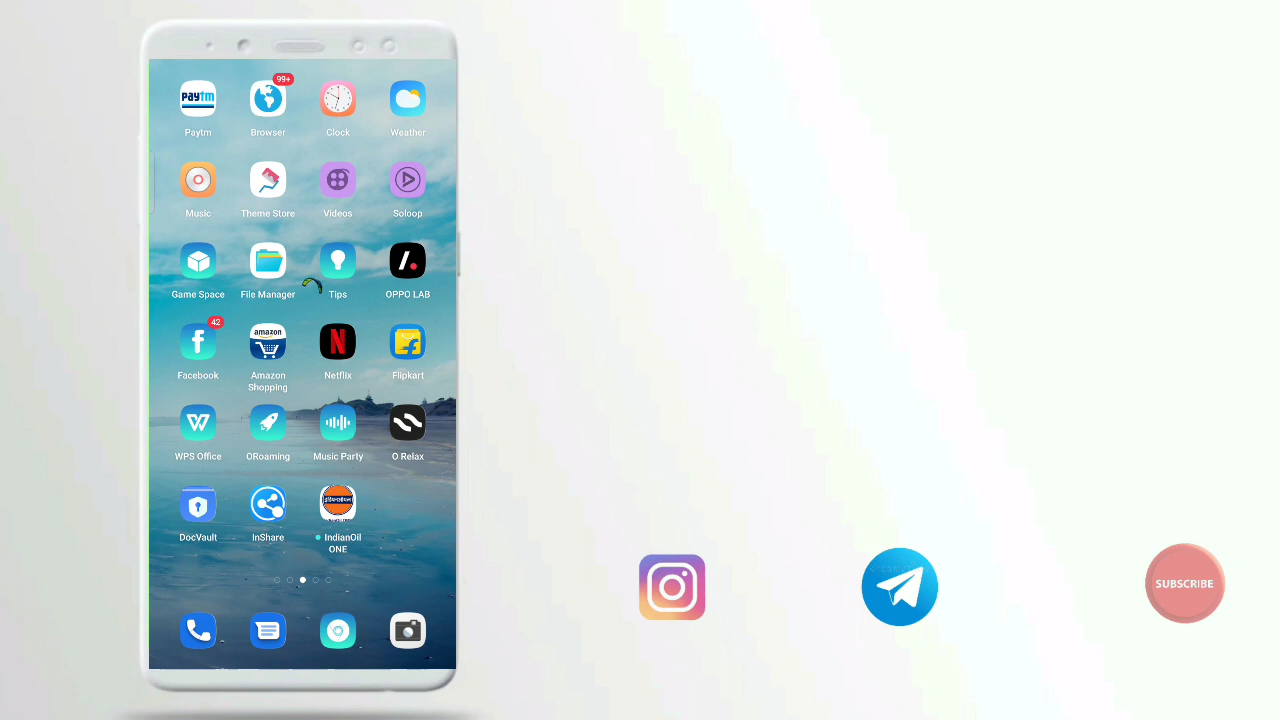 paytm
99+
Paytm
Browser
Clock
Weather
Music
Theme Store
Videos
Soloop
Game Space
File Manager
Tips
OPPO LAB
42
amazon
Facebook
Amazon
Shopping
Netflix
Flipkart
WPS Office
ORoaming
Music Party
O Relax
इंडियनऑयल
DocVault
InShare
IndianOil
ONE
SUBSCRIBE